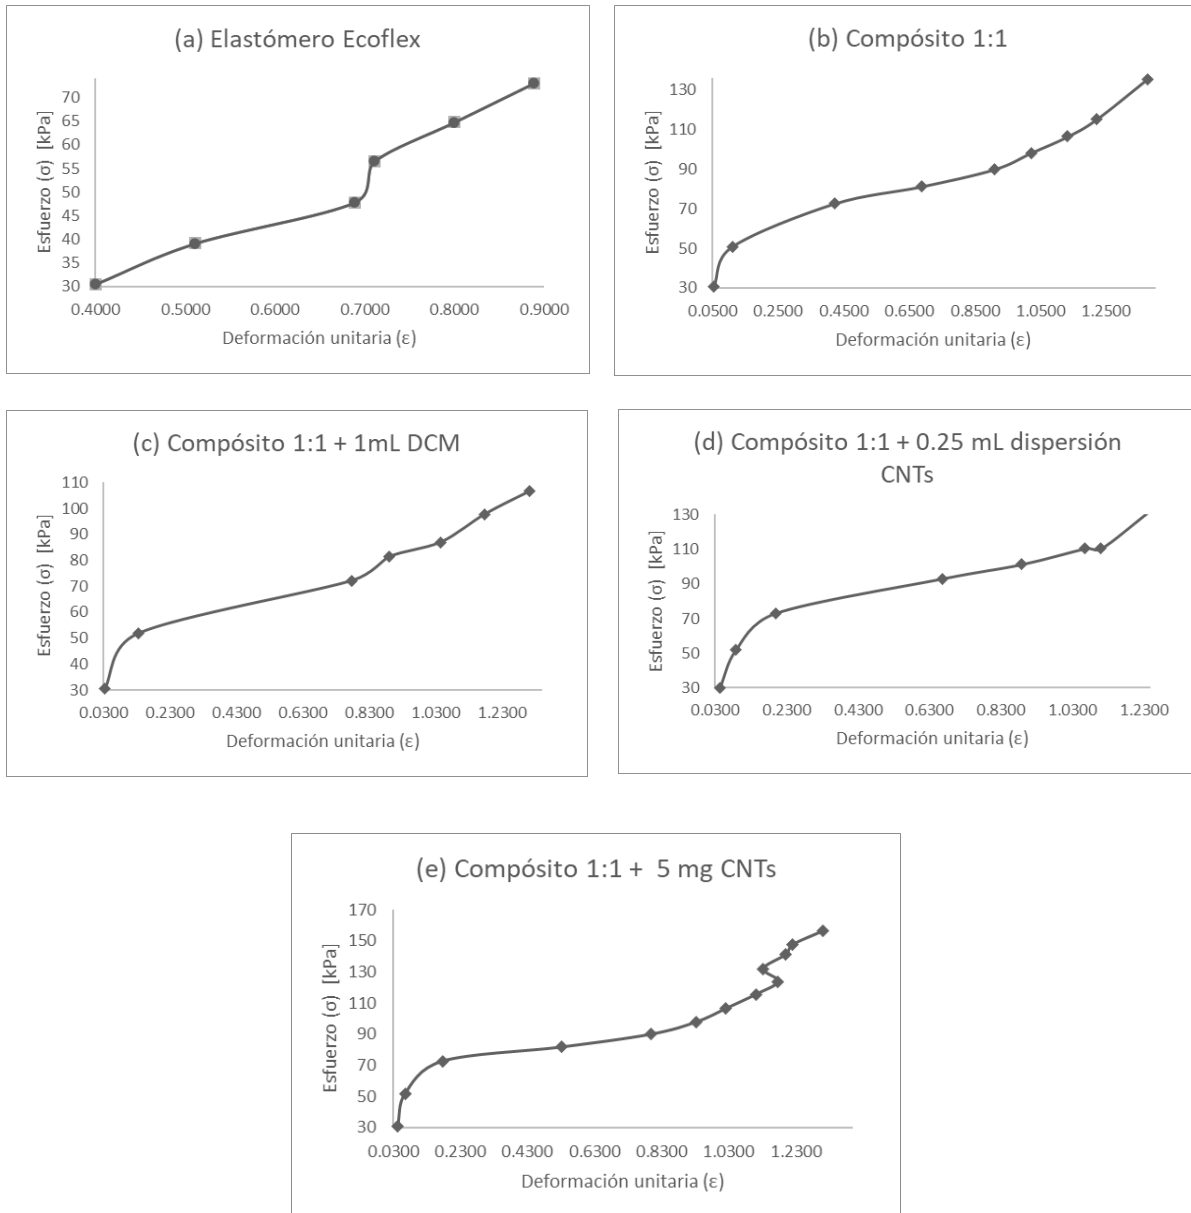 (a) Elastómero Ecoflex
Esfuerzo (σ) [kPa]
70
65
60
55
50
45
40
35
30
0.4000 0.5000 0.6000 0.7000 0.8000 0.9000
Deformación unitaria (ε)
(b) Compósito 1:1
Esfuerzo (σ) [kPa]
130
110
90
70
50
30
0.0500 0.2500 0.4500 0.6500 0.8500 1.0500 1.2500
Deformación unitaria (ε)
(c) Compósito 1:1 + 1mL DCM
Esfuerzo (σ) [kPa]
110
100
90
80
70
60
50
40
30
0.0300 0.2300 0.4300 0.6300 0.8300 1.0300 1.2300
Deformación unitaria (ε)
(d) Compósito 1:1 + 0.25 mL dispersión
CNTs
Esfuerzo (σ) [kPa]
130
110
90
70
50
30
0.0300 0.2300 0.4300 0.6300 0.8300 1.0300 1.2300
Deformación unitaria (ε)
(e) Compósito 1:1 + 5 mg CNTs
Esfuerzo (σ) [kPa]
170
150
130
110
90
70
50
30
0.0300 0.2300 0.4300 0.6300 0.8300 1.0300 1.2300
Deformación unitaria (ε)